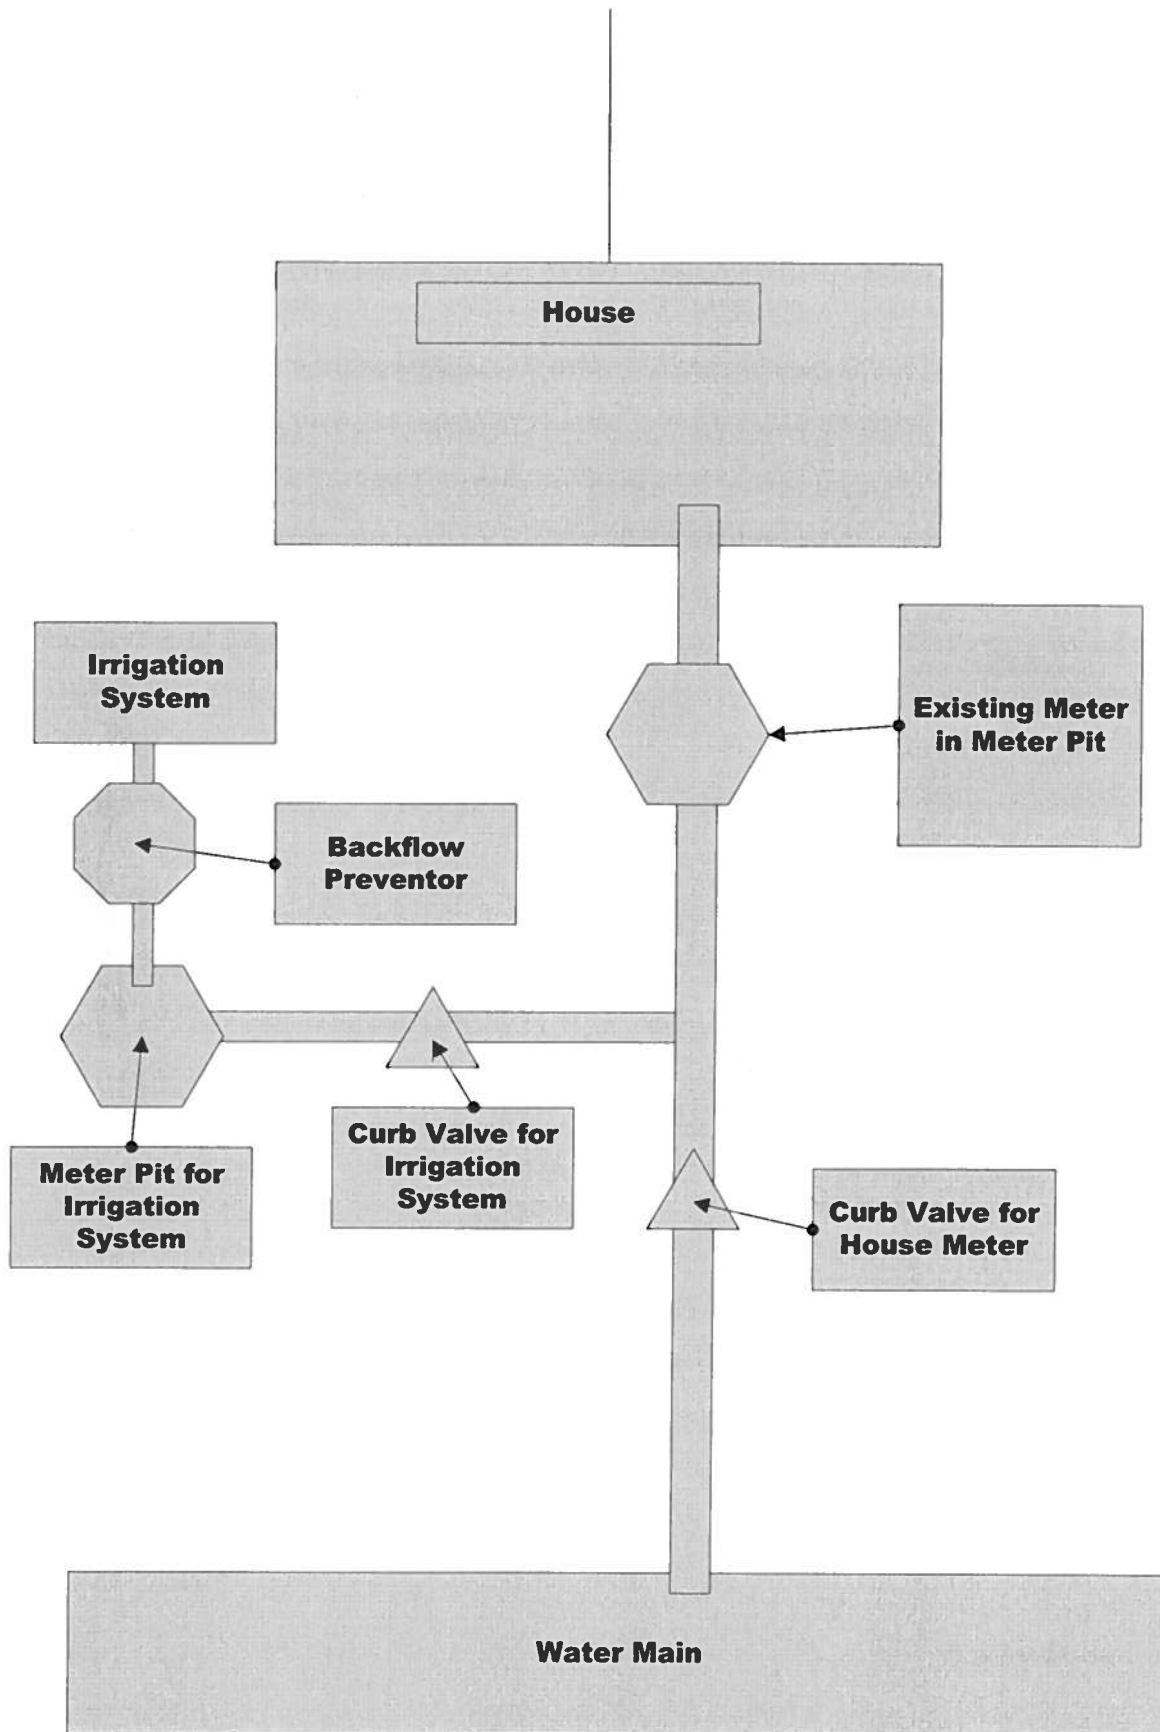 House
Irrigation
System
Existing Meter
in Meter Pit
Backflow
Preventor
Curb Valve for
Irrigation
System
Meter Pit for
Irrigation
System
Curb Valve for
House Meter
Water Main